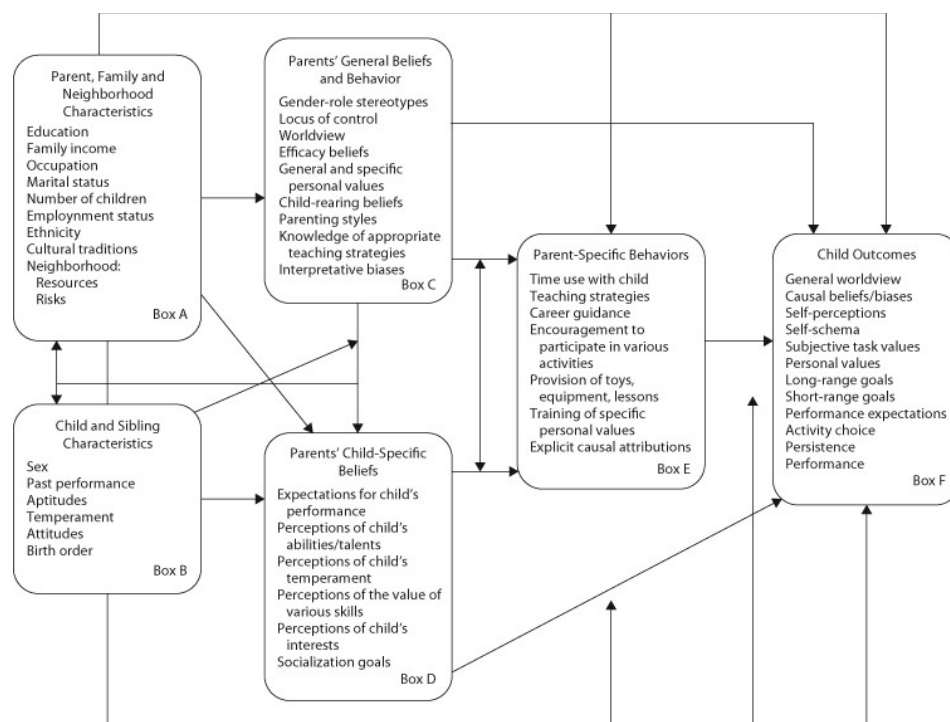 Parent, Family and
Neighborhood
Characteristics
Education
Family income
Occupation
Marital status
Number of children
Employnment status
Ethnicity
Cultural traditions
Neighborhood:
Resources
Risks
Box A
Child and Sibling
Characteristics
Sex
Past performance
Aptitudes
Temperament
Attitudes
Birth order
Box B
Parents' General Beliefs
and Behavior
Gender-role stereotypes
Locus of control
Worldview
Efficacy beliefs
General and specific
personal values
Child-rearing beliefs
Parenting styles
Knowledge of appropriate
teaching strategies
Interpretative biases
Box C
Parents' Child-Specific
Beliefs
Expectations for child's
performance
Perceptions of child's
abilities/talents
Perceptions of child's
temperament
Perceptions of the value of
various skills
Perceptions of child's
interests
Socialization goals
Box D
Parent-Specific Behaviors
Time use with child
Teaching strategies
Career guidance
Encouragement to
participate in various
activities
Provision of toys,
equipment, lessons
Training of specific
personal values
Explicit causal attributions
Box E
Child Outcomes
General worldview
Causal beliefs/biases
Self-perceptions
Self-schema
Subjective task values
Personal values
Long-range goals
Short-range goals
Performance expectations
Activity choice
Persistence
Performance
Box F